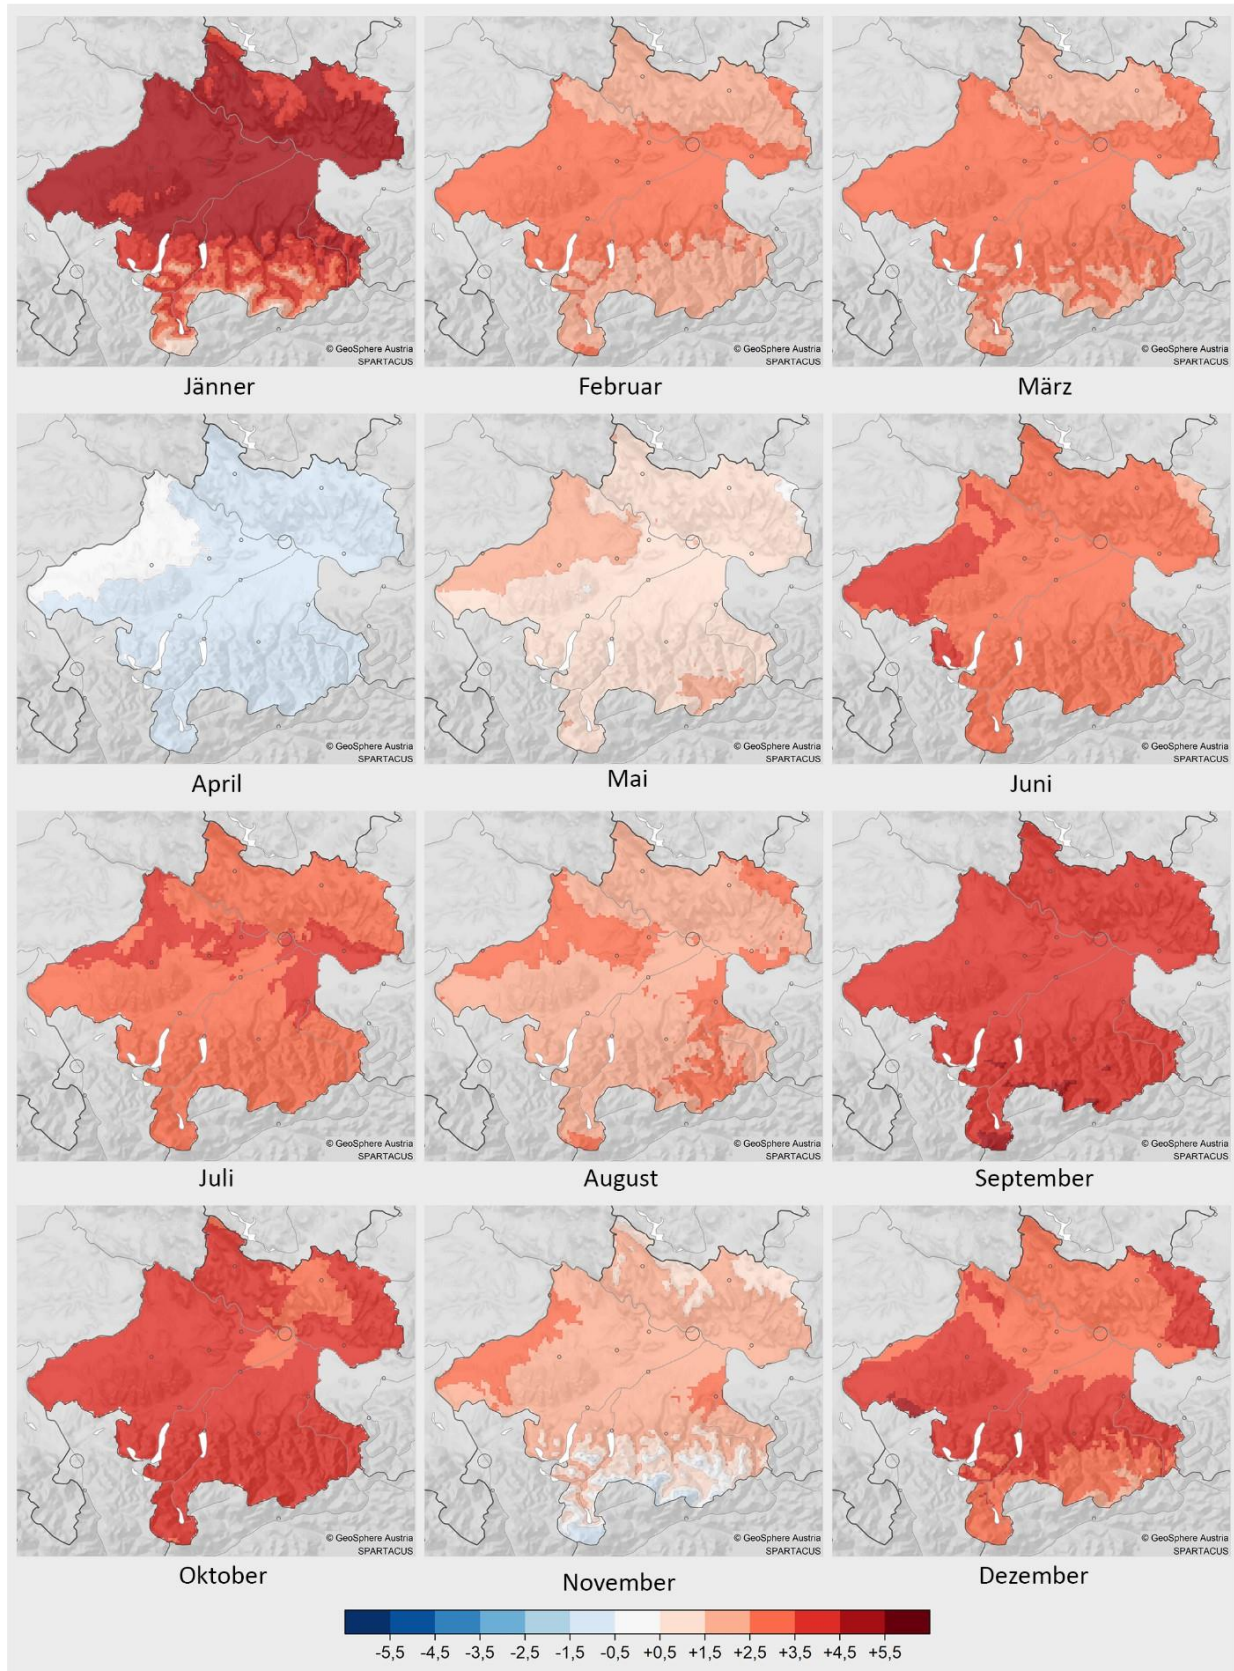 © GeoSphere Austria
SPARTACUS
© GeoSphere Austria
SPARTACUS
© GeoSphere Austria
SPARTACUS
Jänner
Februar
März
© GeoSphere Austria
SPARTACUS
© GeoSphere Austria
SPARTACUS
© GeoSphere Austria
SPARTACUS
April
Mai
Juni
© GeoSphere Austria
SPARTACUS
© GeoSphere Austria
SPARTACUS
© GeoSphere Austria
SPARTACUS
Juli
August
September
© GeoSphere Austria
SPARTACUS
© GeoSphere Austria
SPARTACUS
© GeoSphere Austria
SPARTACUS
Oktober
November
Dezember
-5,5 -4,5 -3,5 -2,5 -1,5 -0,5 +0,5 +1,5 +2,5 +3,5 +4,5 +5,5